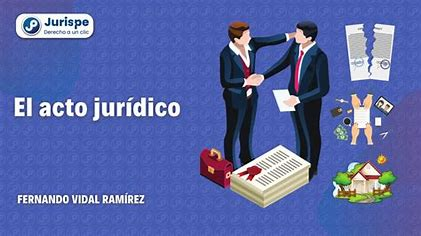 Jurispe
Derecho a un clic
El acto jurídico
FERNANDO VIDAL RAMÍREZ